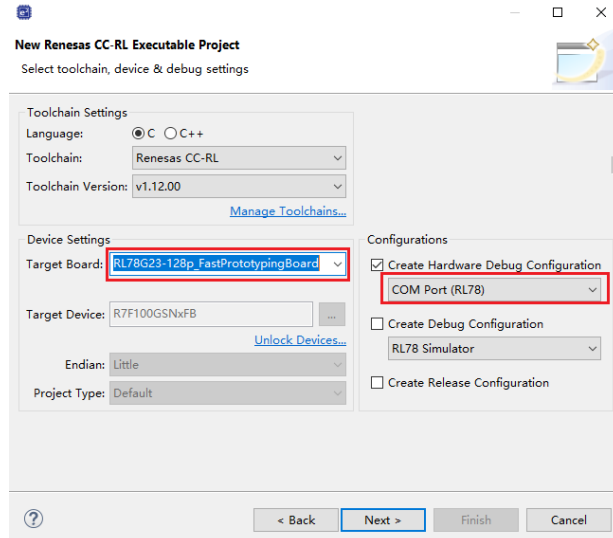 New Renesas CC-RL Executable Project
Select toolchain, device & debug settings
Toolchain Settings
Language: C C++
Toolchain: Renesas CC-RL
Toolchain Version: v1.12.00
Manage Toolchains...
Device Settings
Target Board: RL78G23-128p_FastPrototypingBoard
Target Device: R7F100GSNxFB ...
Unlock Devices...
Endian: Little
Project Type: Default
Configurations
Create Hardware Debug Configuration
COM Port (RL78)
Create Debug Configuration
RL78 Simulator
Create Release Configuration
? < Back Next > Finish Cancel